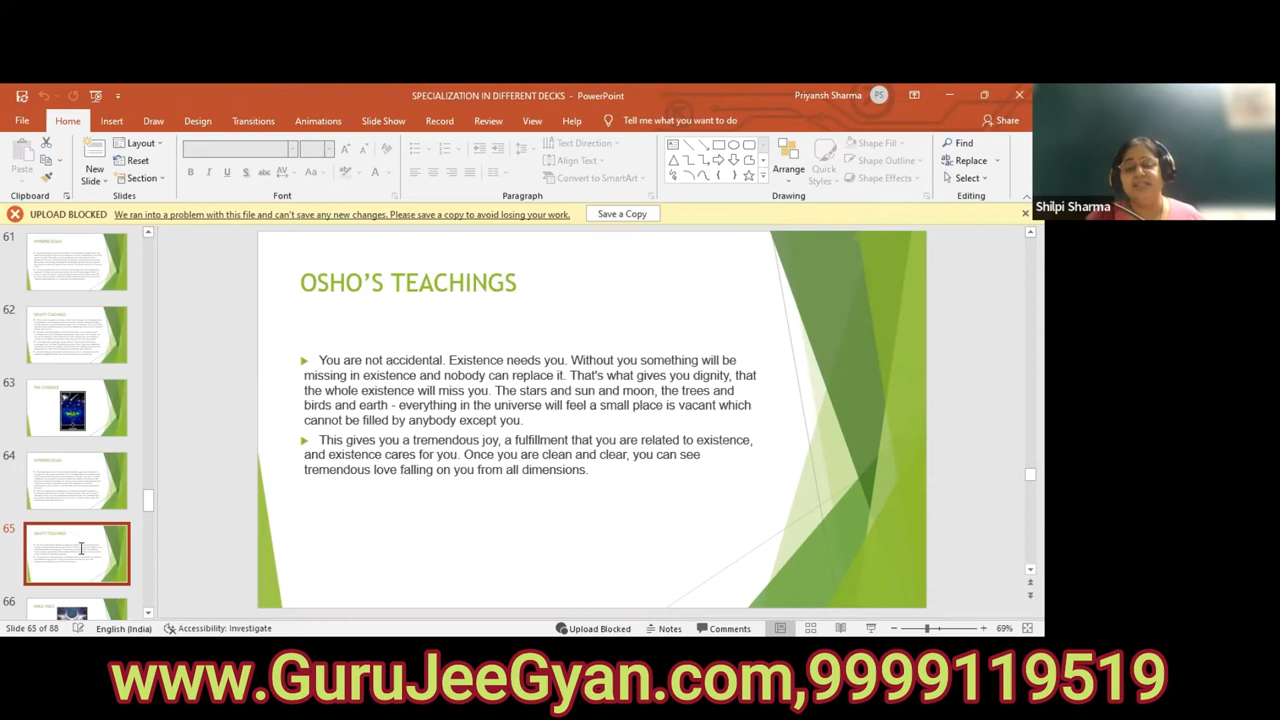 SPECIALIZATION IN DIFFERENT DECKS - PowerPoint
Priyansh Sharma PS
File Home Insert Draw Design Transitions Animations Slide Show Record Review View Help Tell me what you want to do Share
Paste
Clipboard
New Slide
Layout
Reset
Section
Slides
B I U S abc AV Aa A
Font
Text Direction
Align Text
Convert to SmartArt
Paragraph
Arrange
Quick Styles
Shape Fill
Shape Outline
Shape Effects
Drawing
Find
Replace
Select
Editing
Shilpi Sharma
UPLOAD BLOCKED We ran into a problem with this file and can't save any new changes. Please save a copy to avoid losing your work. Save a Copy
61
62
63
64
65
66
OSHO'S TEACHINGS
You are not accidental. Existence needs you. Without you something will be
missing in existence and nobody can replace it. That's what gives you dignity, that
the whole existence will miss you. The stars and sun and moon, the trees and
birds and earth - everything in the universe will feel a small place is vacant which
cannot be filled by anybody except you.
This gives you a tremendous joy, a fulfillment that you are related to existence,
and existence cares for you. Once you are clean and clear, you can see
tremendous love falling on you from all dimensions.
Slide 65 of 88 English (India) Accessibility: Investigate Upload Blocked Notes Comments 69%
www.GuruJeeGyan.com,9999119519